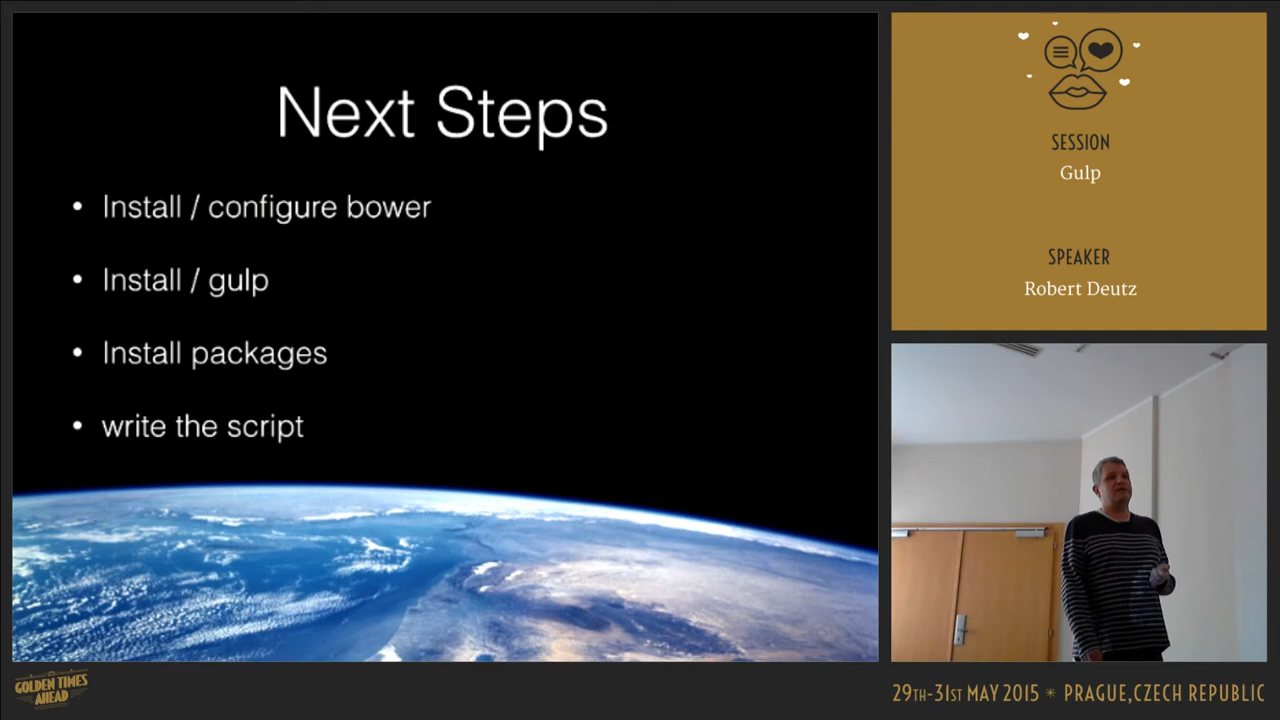 Next Steps
• Install / configure bower
• Install / gulp
• Install packages
• write the script
SESSION
Gulp
SPEAKER
Robert Deutz
GOLDEN TIMES
AHEAD
29TH-31ST MAY 2015 * PRAGUE,CZECH REPUBLIC